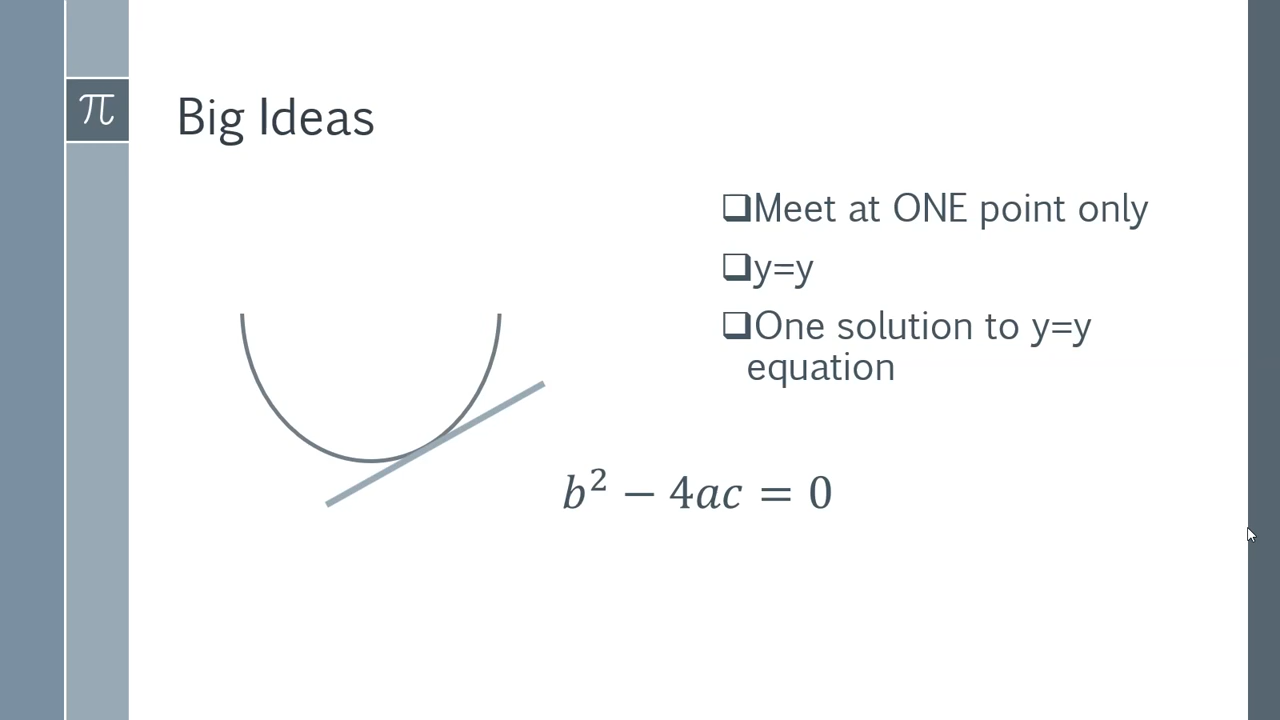 π
Big Ideas
❑Meet at ONE point only
❑y=y
❑One solution to y=y
equation
b² − 4ac = 0